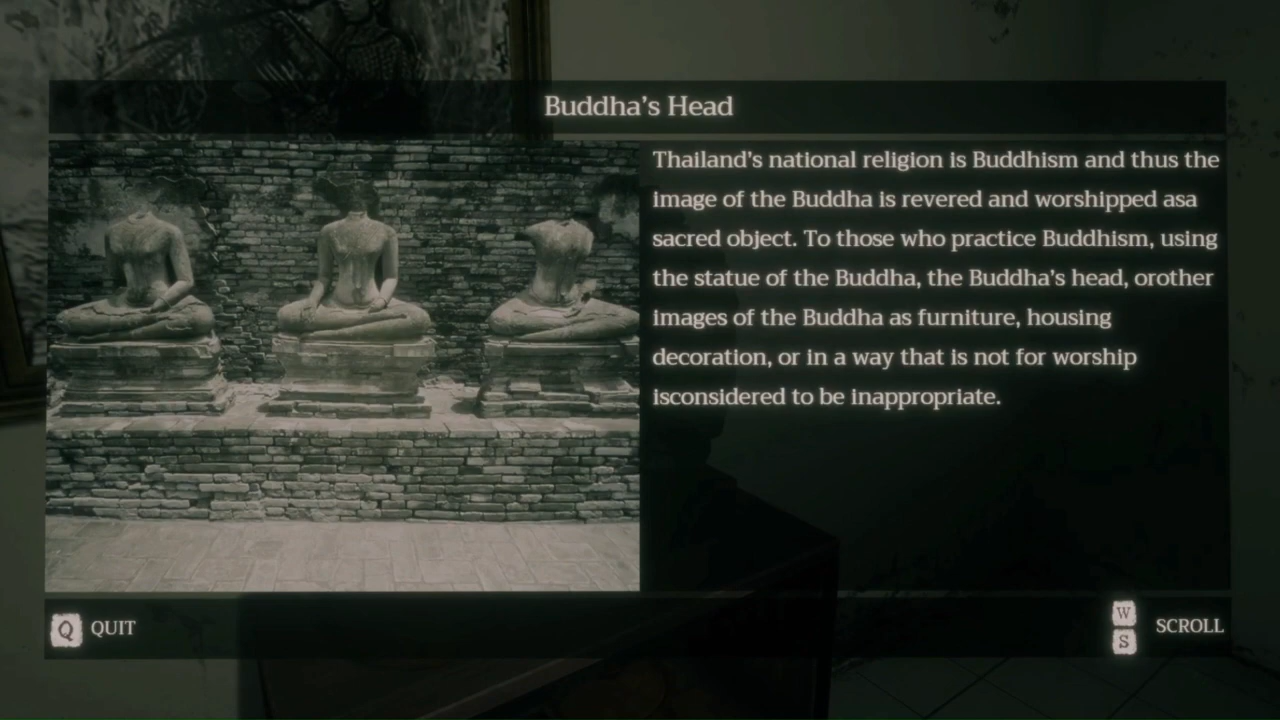 Buddha's Head
Thailand's national religion is Buddhism and thus the
image of the Buddha is revered and worshipped asa
sacred object. To those who practice Buddhism, using
the statue of the Buddha, the Buddha's head, orother
images of the Buddha as furniture, housing
decoration, or in a way that is not for worship
isconsidered to be inappropriate.
Q QUIT
W
S
SCROLL